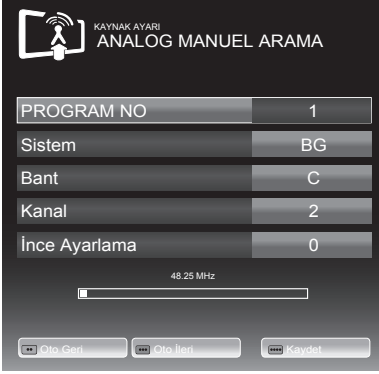 KAYNAK AYARI
ANALOG MANUEL ARAMA
PROGRAM NO 1
Sistem BG
Bant C
Kanal 2
İnce Ayarlama 0
48.25 MHz
Oto Geri Oto İleri Kaydet